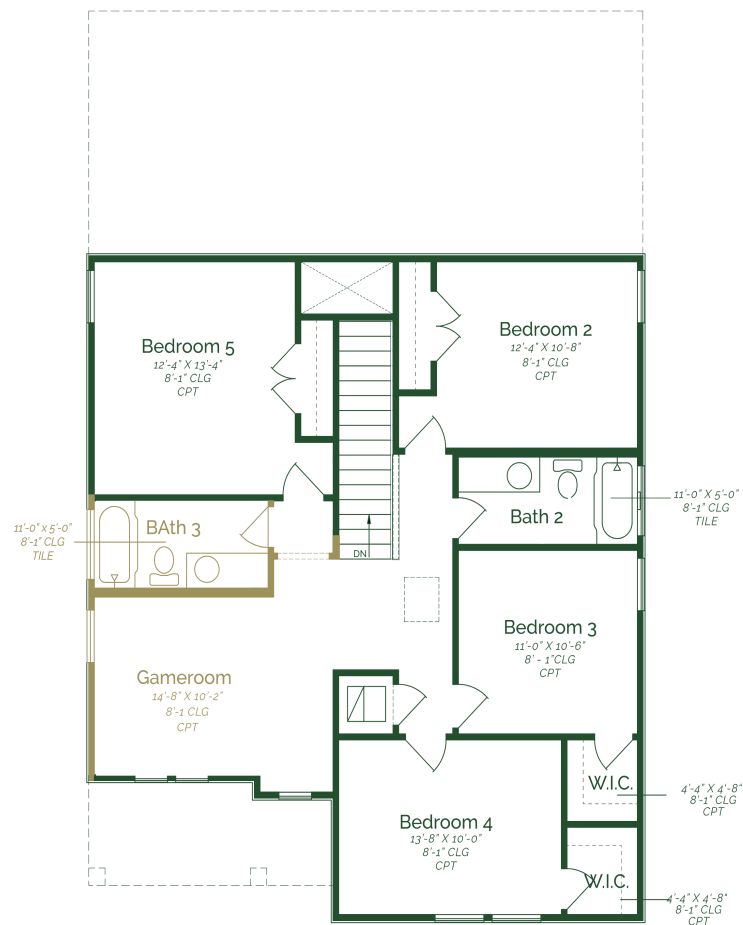 Bedroom 5
12'-4" X 13'-4"
8'-1" CLG
CPT
Bedroom 2
12'-4" X 10'-8"
8'-1" CLG
CPT
11'-0" x 5'-0"
8'-1" CLG
TILE
BAth 3
DN
Bath 2
11'-0" X 5'-0"
8'-1" CLG
TILE
Gameroom
14'-8" X 10'-2"
8'-1 CLG
CPT
Bedroom 3
11'-0" X 10'-6"
8' - 1"CLG
CPT
W.I.C.
4'-4" X 4'-8"
8'-1" CLG
CPT
Bedroom 4
13'-8" X 10'-0"
8'-1" CLG
CPT
W.I.C.
4'-4" X 4'-8"
8'-1" CLG
CPT